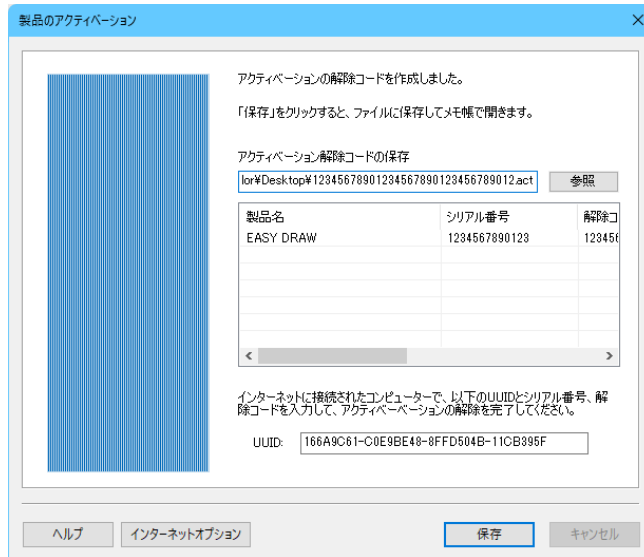 製品のアクティベーション
アクティベーションの解除コードを作成しました。
「保存」をクリックすると、ファイルに保存してメモ帳で開きます。
アクティベーション解除コードの保存
lor¥Desktop¥12345678901234567890123456789012.act 参照
製品名 シリアル番号 解除コ
EASY DRAW 1234567890123 123456
インターネットに接続されたコンピューターで、以下のUUIDとシリアル番号、解
除コードを入力して、アクティベーベーションの解除を完了してください。
UUID: 166A9C61-C0E9BE48-8FFD504B-11CB395F
ヘルプ インターネットオプション 保存 キャンセル